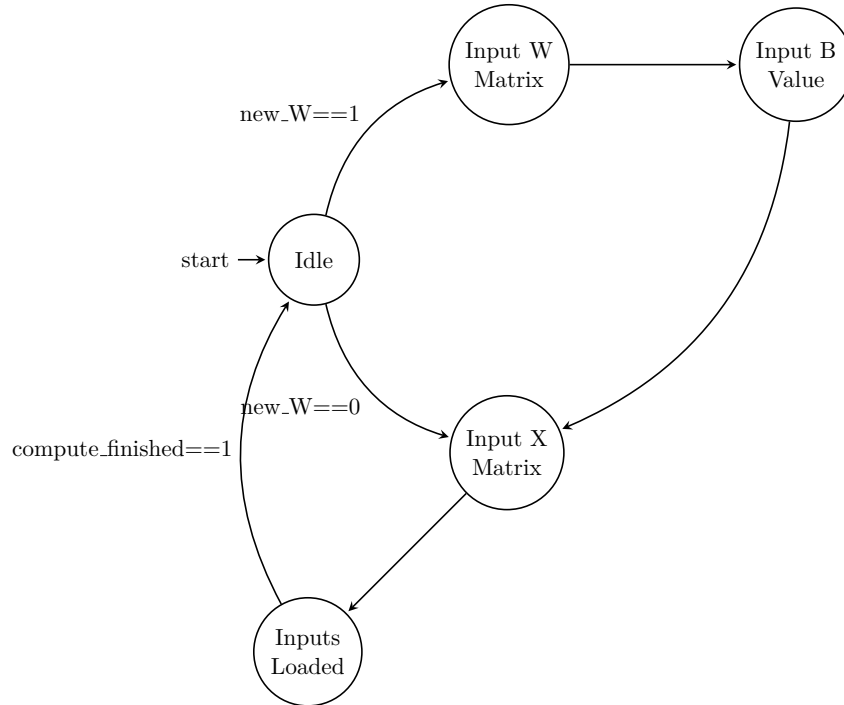 Input W
Matrix
Input B
Value
new_W==1
start
Idle
new_W==0
Input X
Matrix
compute_finished==1
Inputs
Loaded